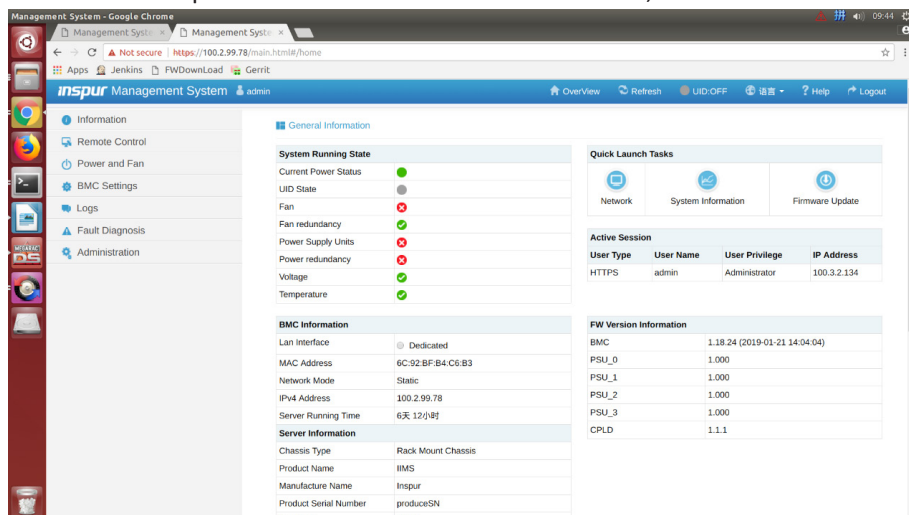 Management System - Google Chrome
09:44
Management Syste × Management Syste ×
Not secure https://100.2.99.78/main.html#/home
Apps Jenkins FWDownLoad Gerrit
inspur Management System admin OverView Refresh UID:OFF 语言 Help Logout
Information
Remote Control
Power and Fan
BMC Settings
Logs
Fault Diagnosis
Administration
General Information
System Running State
Current Power Status
UID State
Fan
Fan redundancy
Power Supply Units
Power redundancy
Voltage
Temperature
Quick Launch Tasks
Network System Information Firmware Update
Active Session
User Type User Name User Privilege IP Address
HTTPS admin Administrator 100.3.2.134
BMC Information
Lan Interface Dedicated
MAC Address 6C:92:BF:B4:C6:B3
Network Mode Static
IPv4 Address 100.2.99.78
Server Running Time 6天 12小时
Server Information
Chassis Type Rack Mount Chassis
Product Name IIMS
Manufacture Name Inspur
Product Serial Number produceSN
FW Version Information
BMC 1.18.24 (2019-01-21 14:04:04)
PSU_0 1.000
PSU_1 1.000
PSU_2 1.000
PSU_3 1.000
CPLD 1.1.1